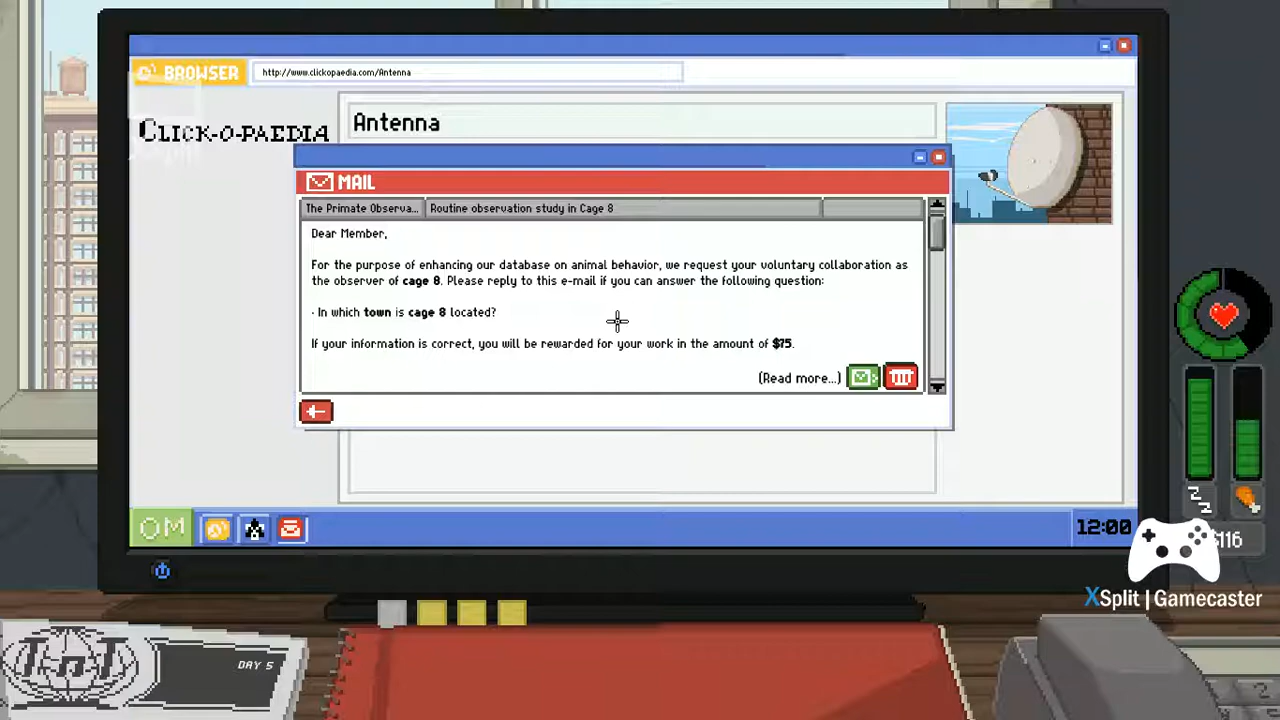 BROWSER
http://www.clickopaedia.com/Antenna
CLICK-O-PAEDIA
Antenna
MAIL
The Primate Observa...
Routine observation study in Cage 8
Dear Member,
For the purpose of enhancing our database on animal behavior, we request your voluntary collaboration as
the observer of cage 8. Please reply to this e-mail if you can answer the following question:
· In which town is cage 8 located?
If your information is correct, you will be rewarded for your work in the amount of $75.
(Read more...)
OM
12:00
116
XSplit | Gamecaster
DAY 5